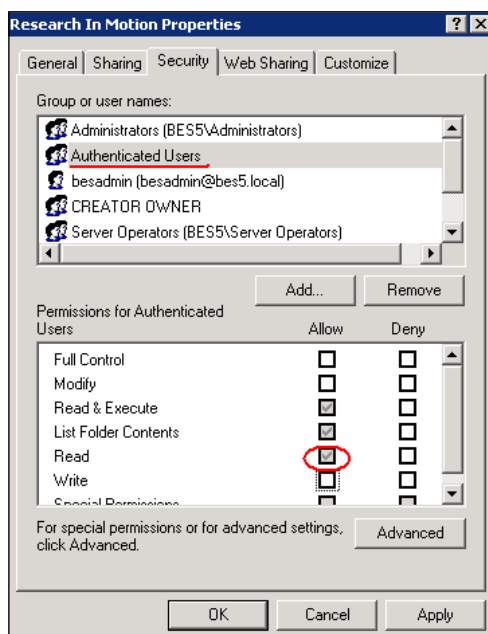 Research In Motion Properties
General Sharing Security Web Sharing Customize
Group or user names:
Administrators (BES5\Administrators)
Authenticated Users
besadmin (besadmin@bes5.local)
CREATOR OWNER
Server Operators (BES5\Server Operators)
Add... Remove
Permissions for Authenticated
Users Allow Deny
Full Control
Modify
Read & Execute
List Folder Contents
Read
Write
Special Permissions
For special permissions or for advanced settings,
click Advanced.
Advanced
OK Cancel Apply